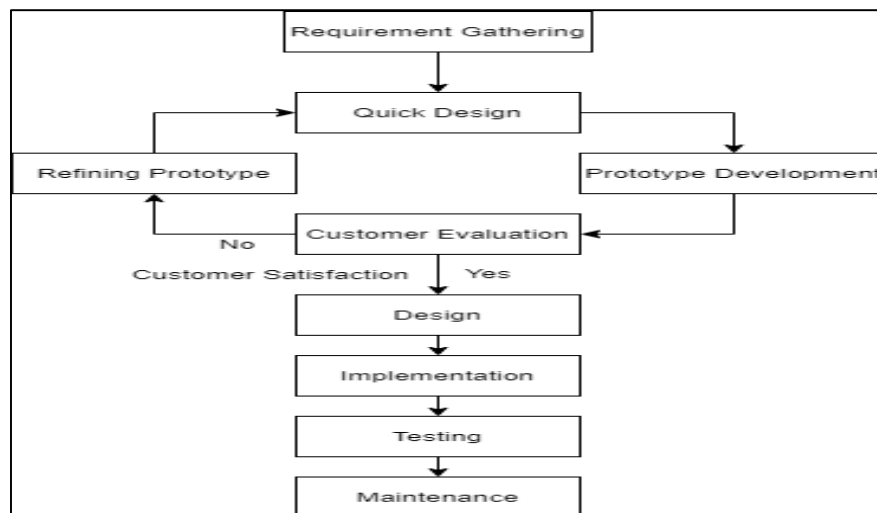 Requirement Gathering
Quick Design
Refining Prototype
Prototype Development
Customer Evaluation
No
Customer Satisfaction
Yes
Design
Implementation
Testing
Maintenance